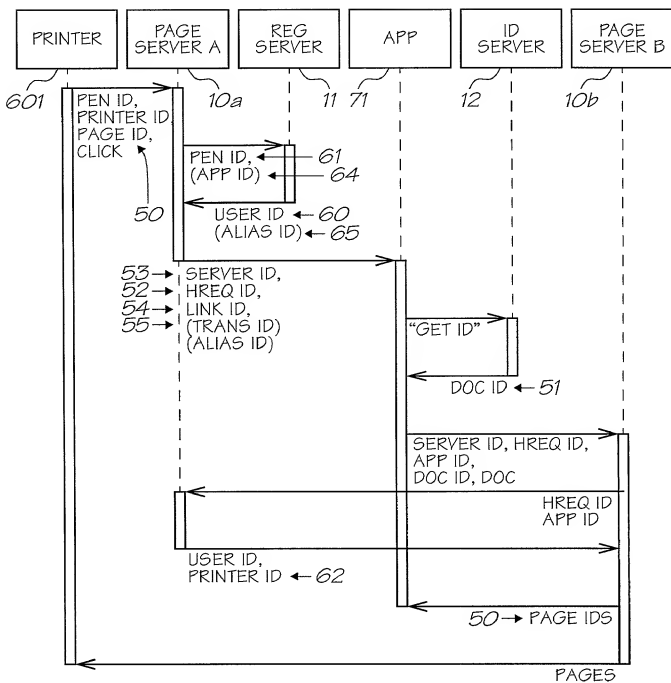 PRINTER
PAGE
SERVER A
REG
SERVER
APP
ID
SERVER
PAGE
SERVER B
601
10a
11
71
12
10b
PEN ID,
PRINTER ID
PAGE ID,
CLICK
50
PEN ID,
61
(APP ID)
64
USER ID
60
(ALIAS ID)
65
53
SERVER ID,
52
HREQ ID,
54
LINK ID,
55
(TRANS ID)
(ALIAS ID)
"GET ID"
DOC ID
51
SERVER ID, HREQ ID,
APP ID,
DOC ID, DOC
HREQ ID
APP ID
USER ID,
PRINTER ID
62
50
PAGE IDS
PAGES